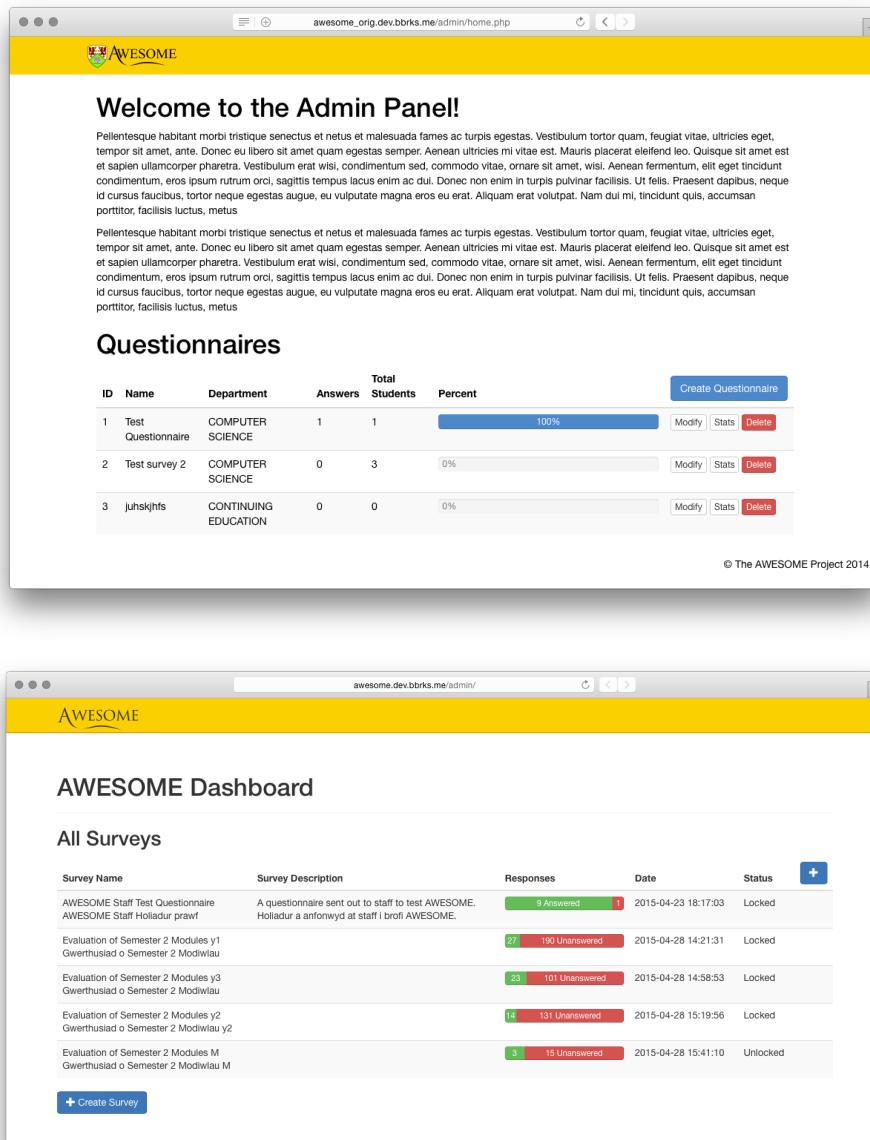 awesome_orig.dev.bbrks.me/admin/home.php
AWESOME
Welcome to the Admin Panel!
Pellentesque habitant morbi tristique senectus et netus et malesuada fames ac turpis egestas. Vestibulum tortor quam, feugiat vitae, ultricies eget,
tempor sit amet, ante. Donec eu libero sit amet quam egestas semper. Aenean ultricies mi vitae est. Mauris placerat eleifend leo. Quisque sit amet est
et sapien ullamcorper pharetra. Vestibulum erat wisi, condimentum sed, commodo vitae, ornare sit amet, wisi. Aenean fermentum, elit eget tincidunt
condimentum, eros ipsum rutrum orci, sagittis tempus lacus enim ac dui. Donec non enim in turpis pulvinar facilisis. Ut felis. Praesent dapibus, neque
id cursus faucibus, tortor neque egestas augue, eu vulputate magna eros eu erat. Aliquam erat volutpat. Nam dui mi, tincidunt quis, accumsan
porttitor, facilisis luctus, metus
Pellentesque habitant morbi tristique senectus et netus et malesuada fames ac turpis egestas. Vestibulum tortor quam, feugiat vitae, ultricies eget,
tempor sit amet, ante. Donec eu libero sit amet quam egestas semper. Aenean ultricies mi vitae est. Mauris placerat eleifend leo. Quisque sit amet est
et sapien ullamcorper pharetra. Vestibulum erat wisi, condimentum sed, commodo vitae, ornare sit amet, wisi. Aenean fermentum, elit eget tincidunt
condimentum, eros ipsum rutrum orci, sagittis tempus lacus enim ac dui. Donec non enim in turpis pulvinar facilisis. Ut felis. Praesent dapibus, neque
id cursus faucibus, tortor neque egestas augue, eu vulputate magna eros eu erat. Aliquam erat volutpat. Nam dui mi, tincidunt quis, accumsan
porttitor, facilisis luctus, metus
Questionnaires
ID Name Department Answers Total Students Percent Create Questionnaire
1 Test Questionnaire COMPUTER SCIENCE 1 1 100% Modify Stats Delete
2 Test survey 2 COMPUTER SCIENCE 0 3 0% Modify Stats Delete
3 juhskjhfs CONTINUING EDUCATION 0 0 0% Modify Stats Delete
© The AWESOME Project 2014
awesome.dev.bbrks.me/admin/
AWESOME
AWESOME Dashboard
All Surveys
Survey Name Survey Description Responses Date Status +
AWESOME Staff Test Questionnaire A questionnaire sent out to staff to test AWESOME. 9 Answered 1 2015-04-23 18:17:03 Locked
AWESOME Staff Holiadur prawf Holiadur a anfonwyd at staff i brofi AWESOME.
Evaluation of Semester 2 Modules y1 27 190 Unanswered 2015-04-28 14:21:31 Locked
Gwerthusiad o Semester 2 Modiwlau
Evaluation of Semester 2 Modules y3 23 101 Unanswered 2015-04-28 14:58:53 Locked
Gwerthusiad o Semester 2 Modiwlau
Evaluation of Semester 2 Modules y2 14 131 Unanswered 2015-04-28 15:19:56 Locked
Gwerthusiad o Semester 2 Modiwlau y2
Evaluation of Semester 2 Modules M 3 15 Unanswered 2015-04-28 15:41:10 Unlocked
Gwerthusiad o Semester 2 Modiwlau M
+ Create Survey